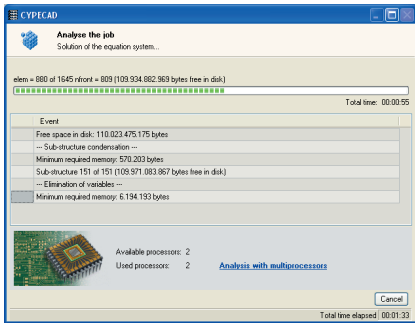 CYPECAD
Analyse the job
Solution of the equation system...
elem = 880 of 1645 nfront = 809 (109.934.882.969 bytes free in disk)
Total time: 00:00:55
Event
Free space in disk: 110.023.475.175 bytes
--- Sub-structure condensation ---
Minimum required memory: 570.203 bytes
Sub-structure 151 of 151 (109.971.083.867 bytes free in disk)
--- Elimination of variables ---
Minimum required memory: 6.194.193 bytes
Available processors: 2
Used processors: 2 Analysis with multiprocessors
Cancel
Total time elapsed 00:01:33